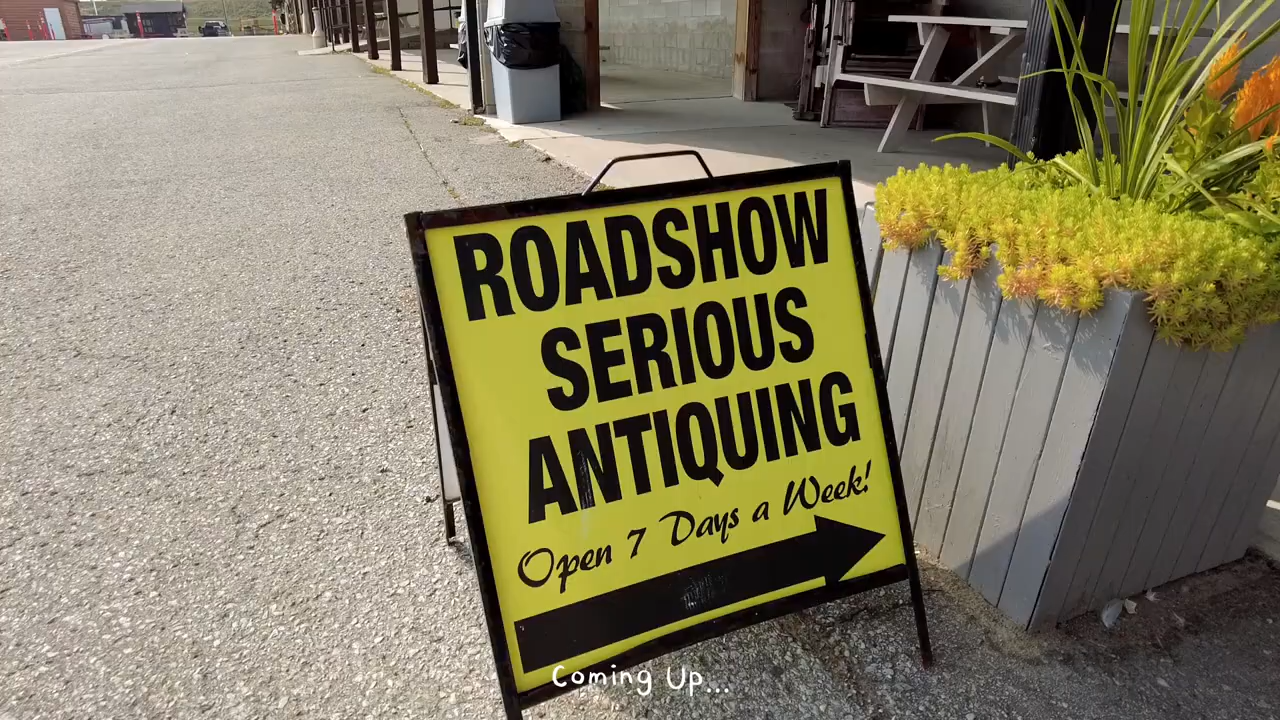 ROADSHOW
SERIOUS
ANTIQUING
Open 7 Days a Week!
Coming Up...